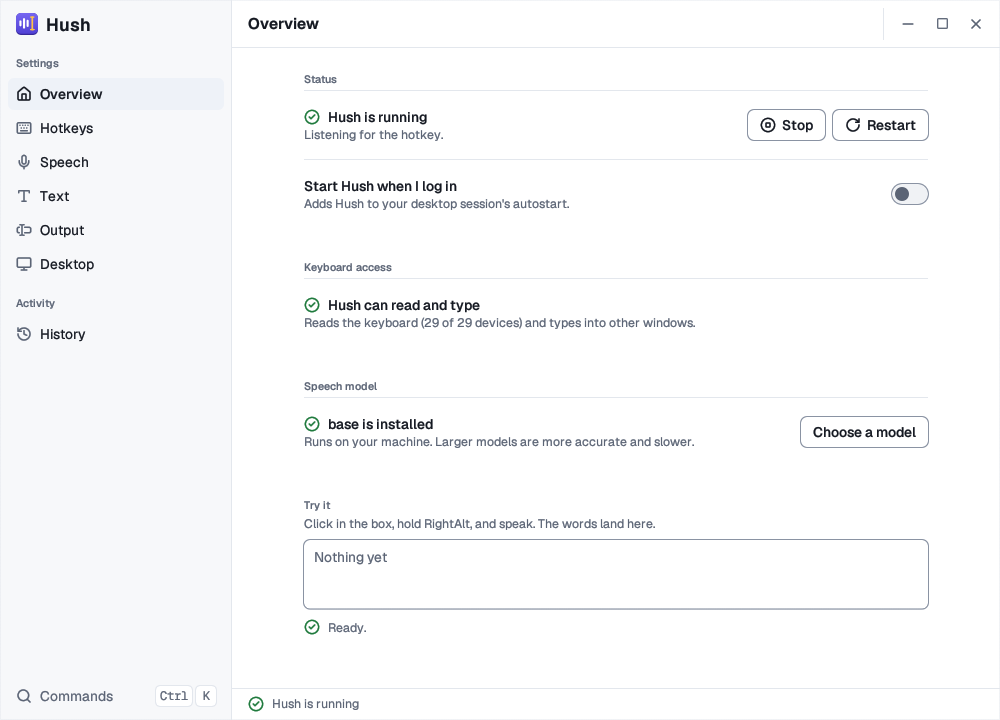 Hush
Settings
Overview
Hotkeys
Speech
Text
Output
Desktop
Activity
History
Commands Ctrl K
Overview
Status
Hush is running
Listening for the hotkey.
Stop Restart
Start Hush when I log in
Adds Hush to your desktop session's autostart.
Keyboard access
Hush can read and type
Reads the keyboard (29 of 29 devices) and types into other windows.
Speech model
base is installed
Runs on your machine. Larger models are more accurate and slower.
Choose a model
Try it
Click in the box, hold RightAlt, and speak. The words land here.
Nothing yet
Ready.
Hush is running